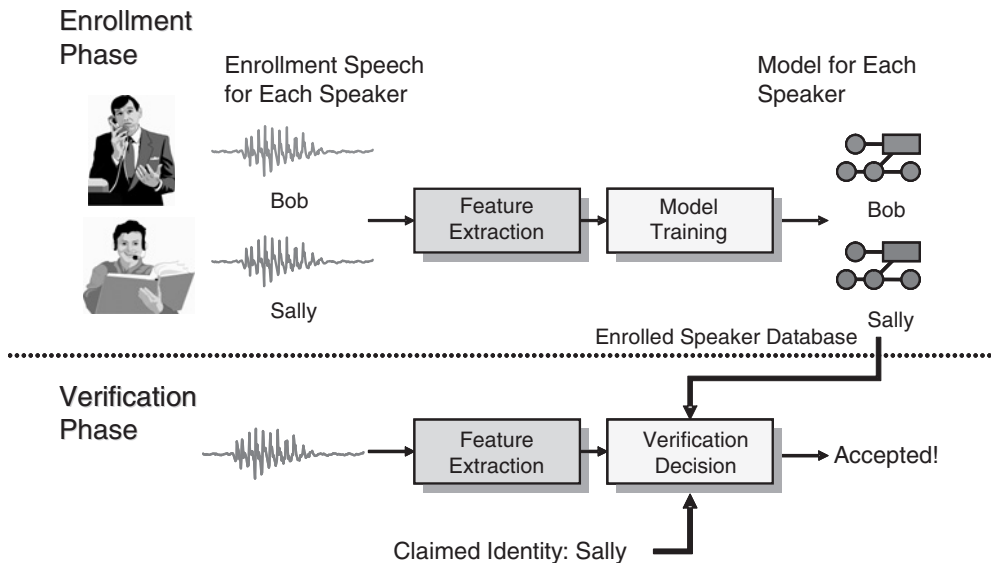 Enrollment
Phase
Enrollment Speech
for Each Speaker
Model for Each
Speaker
Bob
Feature
Extraction
Model
Training
Bob
Sally
Sally
Enrolled Speaker Database
Verification
Phase
Feature
Extraction
Verification
Decision
Accepted!
Claimed Identity: Sally